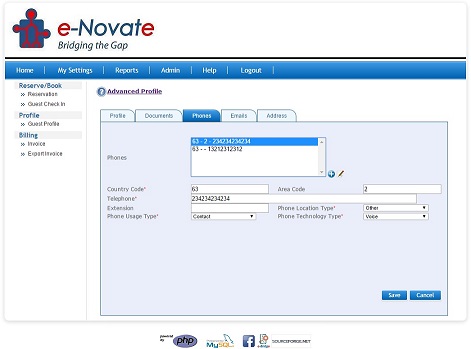 e-Novate
Bridging the Gap
Home | My Settings | Reports | Admin | Help | Logout |
Reserve/Book
» Reservation
» Guest Check In
Profile
» Guest Profile
Billing
» Invoice
» Export Invoice
Advanced Profile
Profile Documents Phones Emails Address
Phones
63 - 2 - 234234234234
63 - - 13212312312
Country Code* 63 Area Code 2
Telephone* 234234234234
Extension Phone Location Type* Other
Phone Usage Type* Contact Phone Technology Type* Voice
Save Cancel
powered by php MySQL SOURCEFORGE.NET